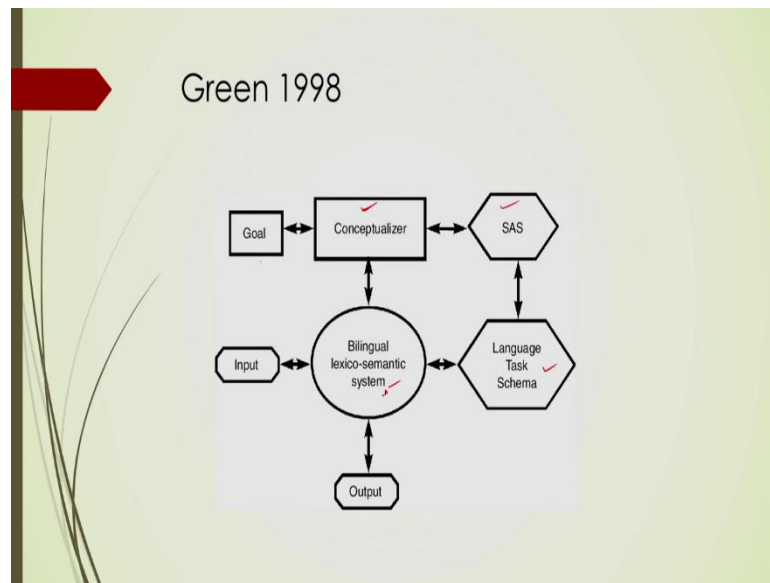 Green 1998
Goal
Conceptualizer
SAS
Input
Bilingual
lexico-semantic
system
Language
Task
Schema
Output